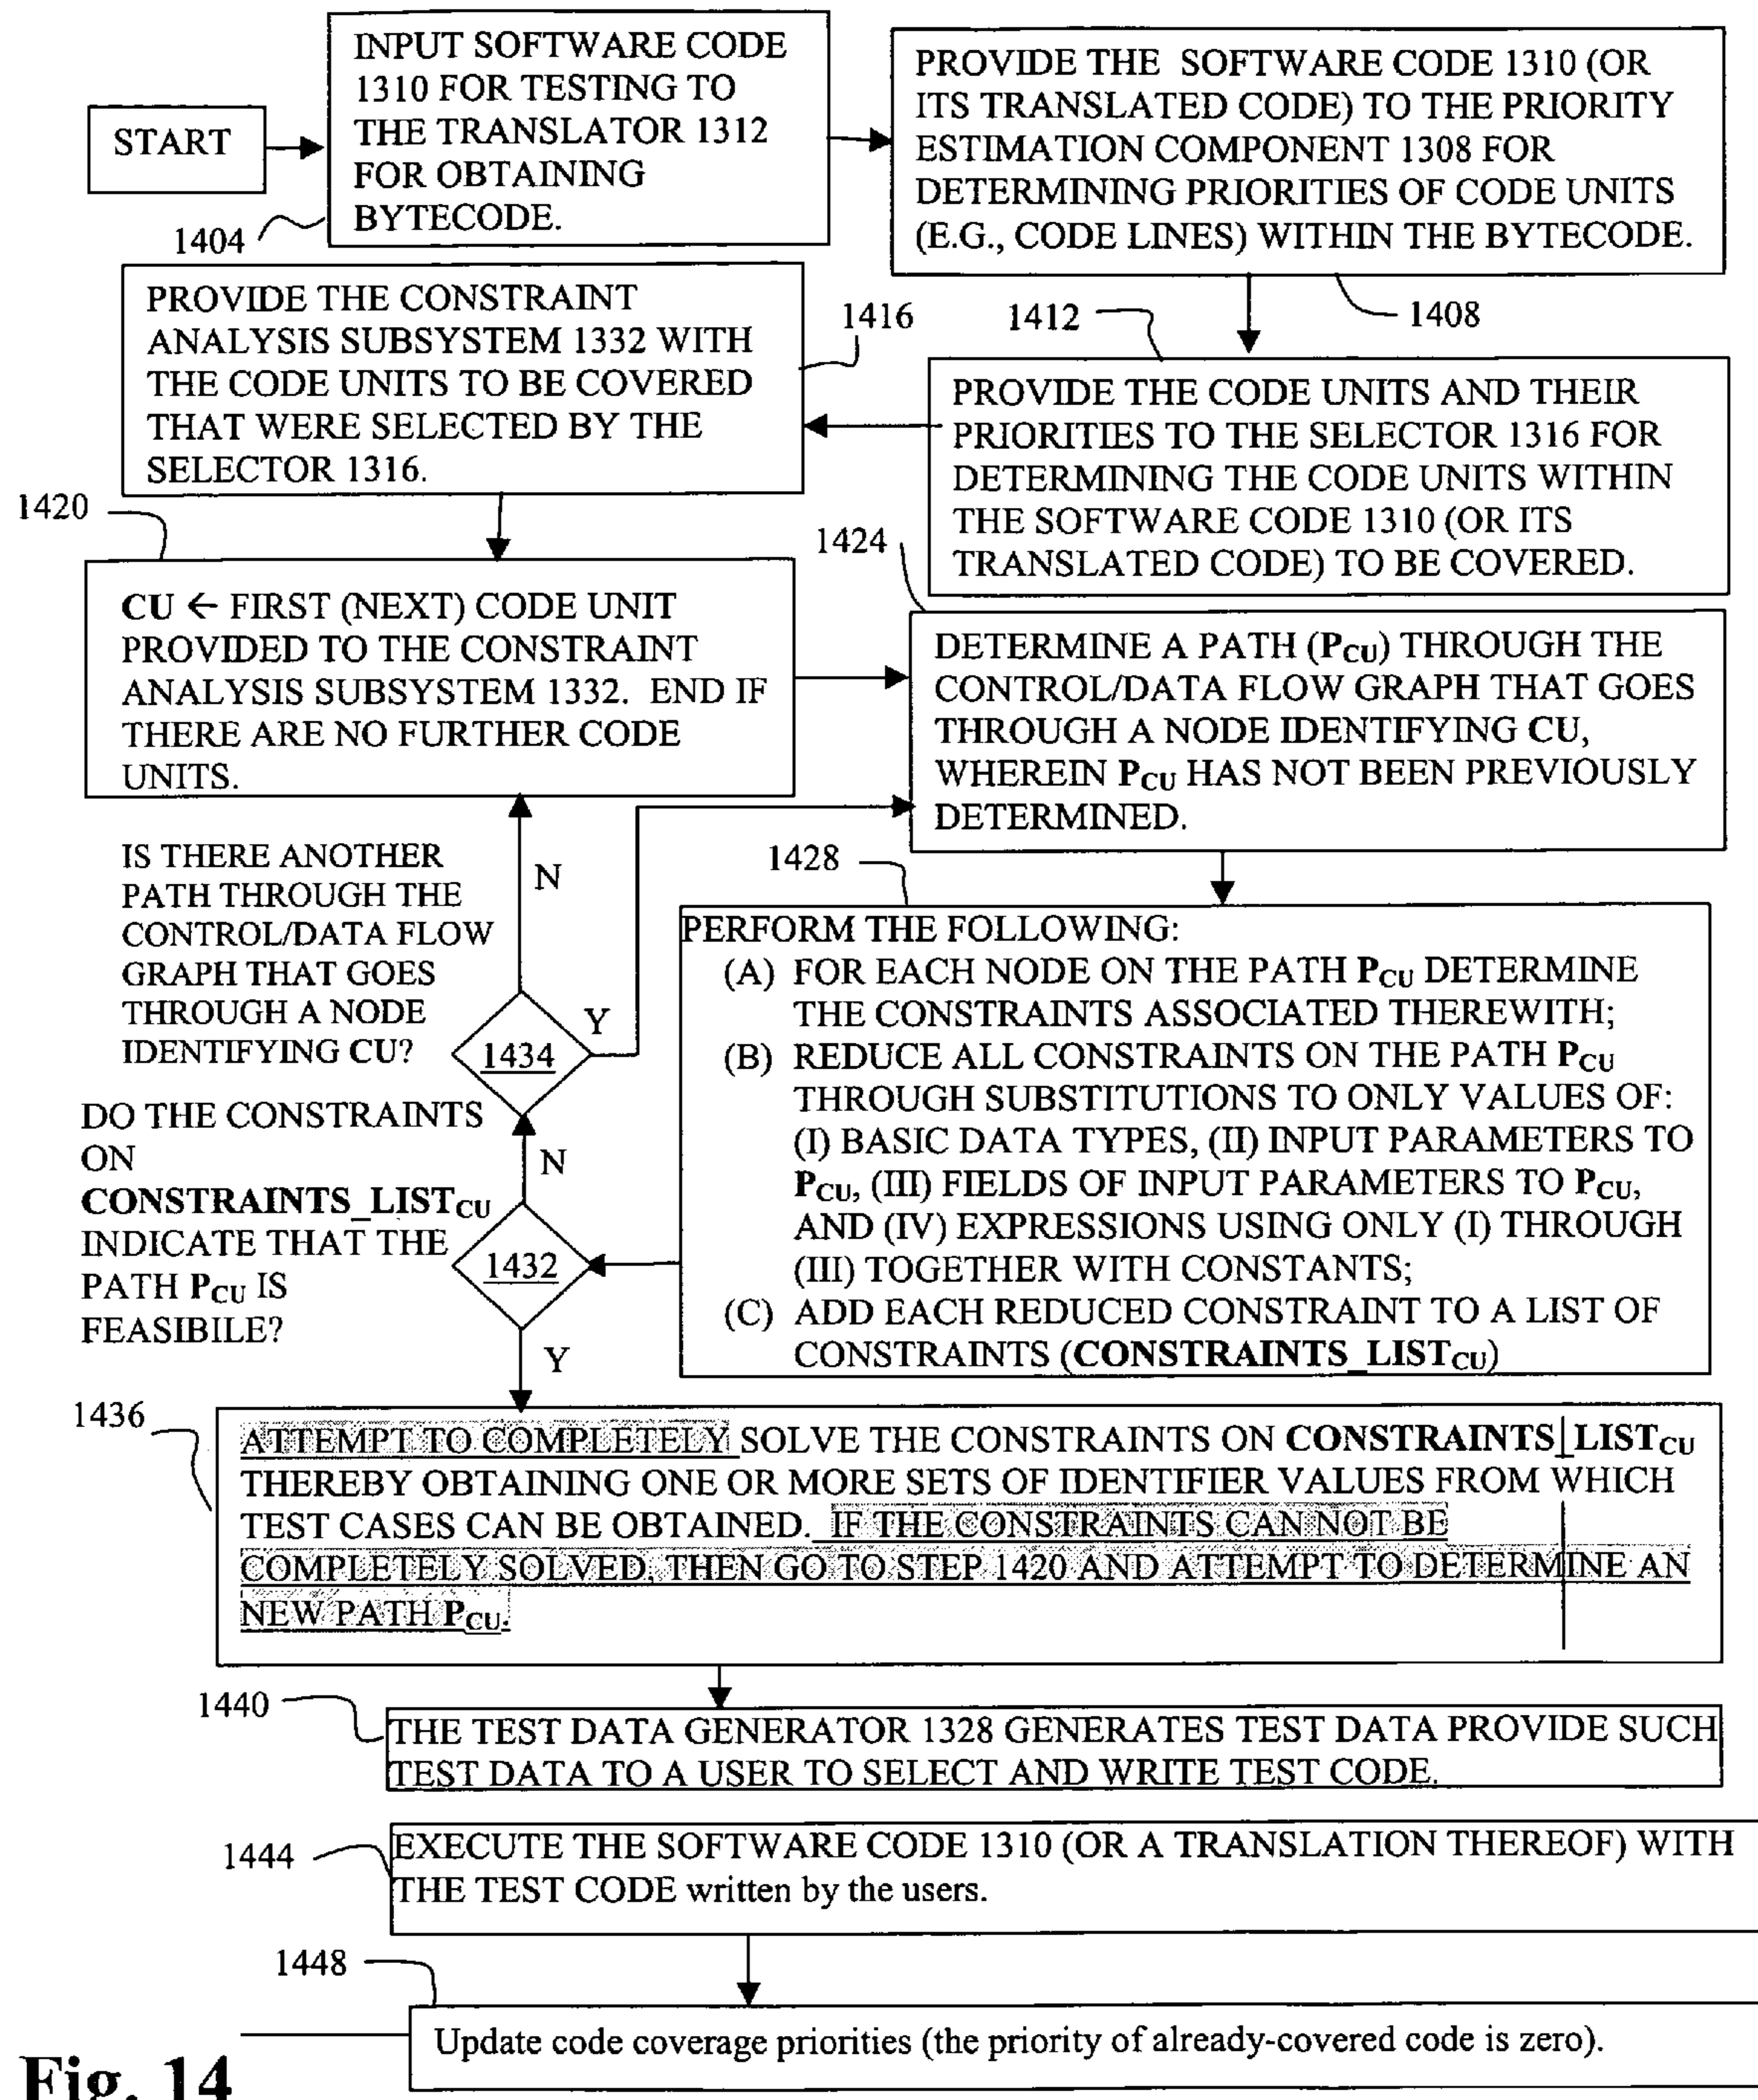 START
INPUT SOFTWARE CODE
1310 FOR TESTING TO
THE TRANSLATOR 1312
FOR OBTAINING
BYTECODE.
1404
PROVIDE THE SOFTWARE CODE 1310 (OR
ITS TRANSLATED CODE) TO THE PRIORITY
ESTIMATION COMPONENT 1308 FOR
DETERMINING PRIORITIES OF CODE UNITS
(E.G., CODE LINES) WITHIN THE BYTECODE.
1408
1412
PROVIDE THE CODE UNITS AND THEIR
PRIORITIES TO THE SELECTOR 1316 FOR
DETERMINING THE CODE UNITS WITHIN
THE SOFTWARE CODE 1310 (OR ITS
TRANSLATED CODE) TO BE COVERED.
1416
PROVIDE THE CONSTRAINT
ANALYSIS SUBSYSTEM 1332 WITH
THE CODE UNITS TO BE COVERED
THAT WERE SELECTED BY THE
SELECTOR 1316.
1420
CU ← FIRST (NEXT) CODE UNIT
PROVIDED TO THE CONSTRAINT
ANALYSIS SUBSYSTEM 1332. END IF
THERE ARE NO FURTHER CODE
UNITS.
1424
DETERMINE A PATH (PCU) THROUGH THE
CONTROL/DATA FLOW GRAPH THAT GOES
THROUGH A NODE IDENTIFYING CU,
WHEREIN PCU HAS NOT BEEN PREVIOUSLY
DETERMINED.
1428
PERFORM THE FOLLOWING:
(A) FOR EACH NODE ON THE PATH PCU DETERMINE
THE CONSTRAINTS ASSOCIATED THEREWITH;
(B) REDUCE ALL CONSTRAINTS ON THE PATH PCU
THROUGH SUBSTITUTIONS TO ONLY VALUES OF:
(I) BASIC DATA TYPES, (II) INPUT PARAMETERS TO
PCU, (III) FIELDS OF INPUT PARAMETERS TO PCU,
AND (IV) EXPRESSIONS USING ONLY (I) THROUGH
(III) TOGETHER WITH CONSTANTS;
(C) ADD EACH REDUCED CONSTRAINT TO A LIST OF
CONSTRAINTS (CONSTRAINTS_LISTCU)
IS THERE ANOTHER
PATH THROUGH THE
CONTROL/DATA FLOW
GRAPH THAT GOES
THROUGH A NODE
IDENTIFYING CU?
N
Y
1434
DO THE CONSTRAINTS
ON
CONSTRAINTS_LISTCU
INDICATE THAT THE
PATH PCU IS
FEASIBILE?
N
1432
Y
1436
ATTEMPT TO COMPLETELY SOLVE THE CONSTRAINTS ON CONSTRAINTS_LISTCU
THEREBY OBTAINING ONE OR MORE SETS OF IDENTIFIER VALUES FROM WHICH
TEST CASES CAN BE OBTAINED. IF THE CONSTRAINTS CAN NOT BE
COMPLETELY SOLVED, THEN GO TO STEP 1420 AND ATTEMPT TO DETERMINE AN
NEW PATH PCU.
1440
THE TEST DATA GENERATOR 1328 GENERATES TEST DATA PROVIDE SUCH
TEST DATA TO A USER TO SELECT AND WRITE TEST CODE.
1444
EXECUTE THE SOFTWARE CODE 1310 (OR A TRANSLATION THEREOF) WITH
THE TEST CODE written by the users.
1448
Update code coverage priorities (the priority of already-covered code is zero).
Fig. 14